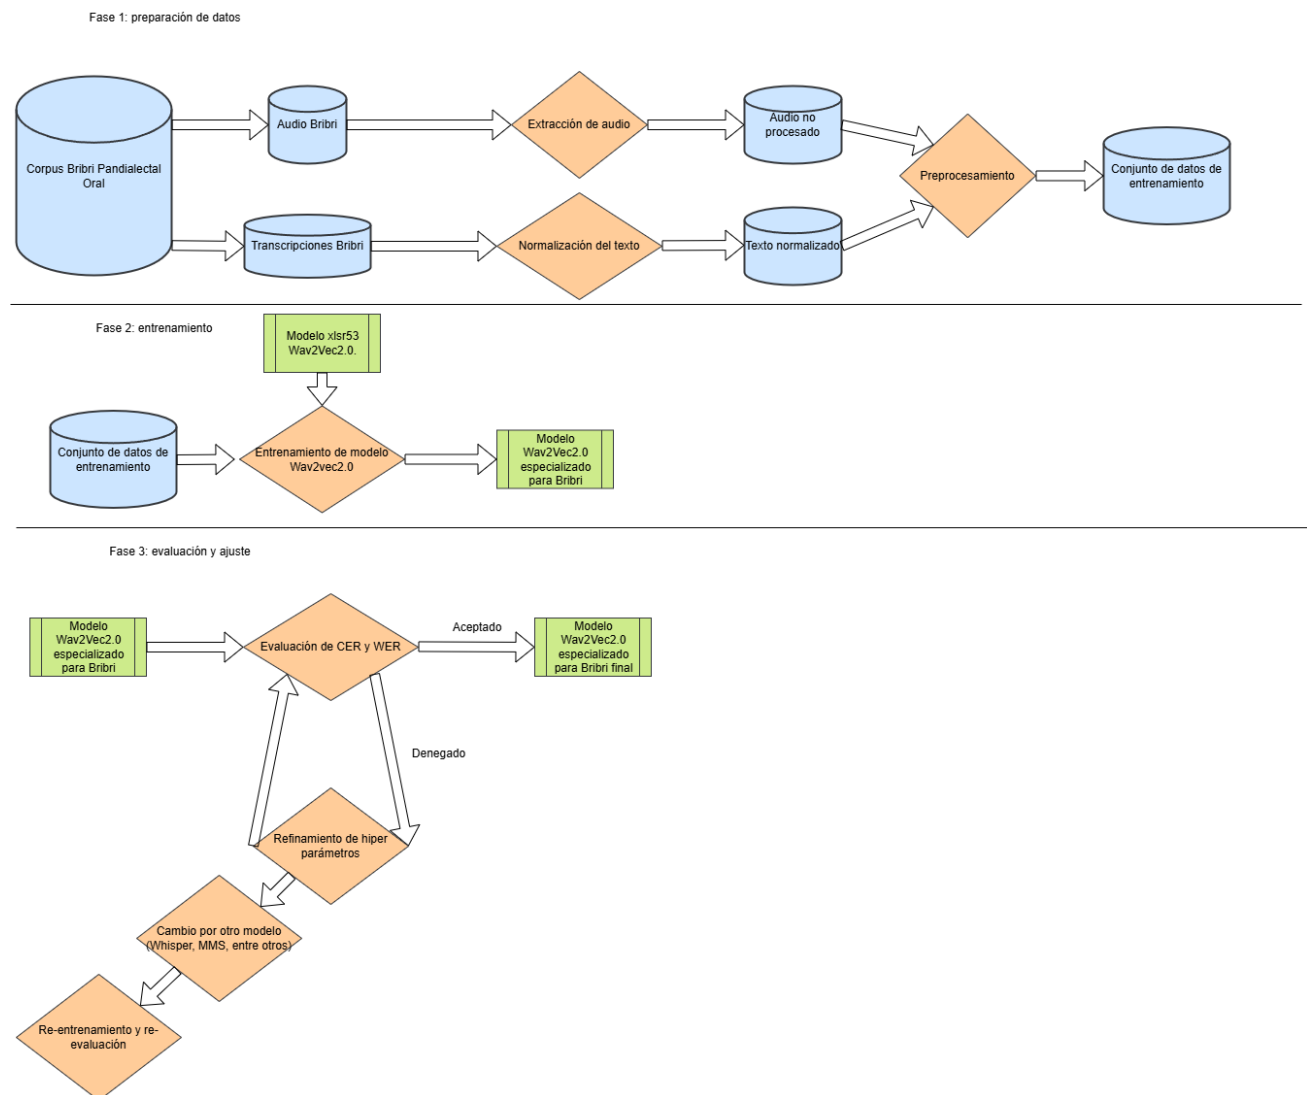 Fase 1: preparación de datos
Corpus Bribri Pandialectal
Oral
Audio Bribri
Extracción de audio
Audio no
procesado
Preprocesamiento
Conjunto de datos de
entrenamiento
Transcripciones Bribri
Normalización del texto
Texto normalizado
Fase 2: entrenamiento
Modelo xlsr53
Wav2Vec2.0.
Conjunto de datos de
entrenamiento
Entrenamiento de modelo
Wav2vec2.0
Modelo
Wav2Vec2.0
especializado
para Bribri
Fase 3: evaluación y ajuste
Modelo
Wav2Vec2.0
especializado
para Bribri
Evaluación de CER y WER
Aceptado
Modelo
Wav2Vec2.0
especializado
para Bribri final
Denegado
Refinamiento de hiper
parámetros
Cambio por otro modelo
(Whisper, MMS, entre otros)
Re-entrenamiento y re-
evaluación